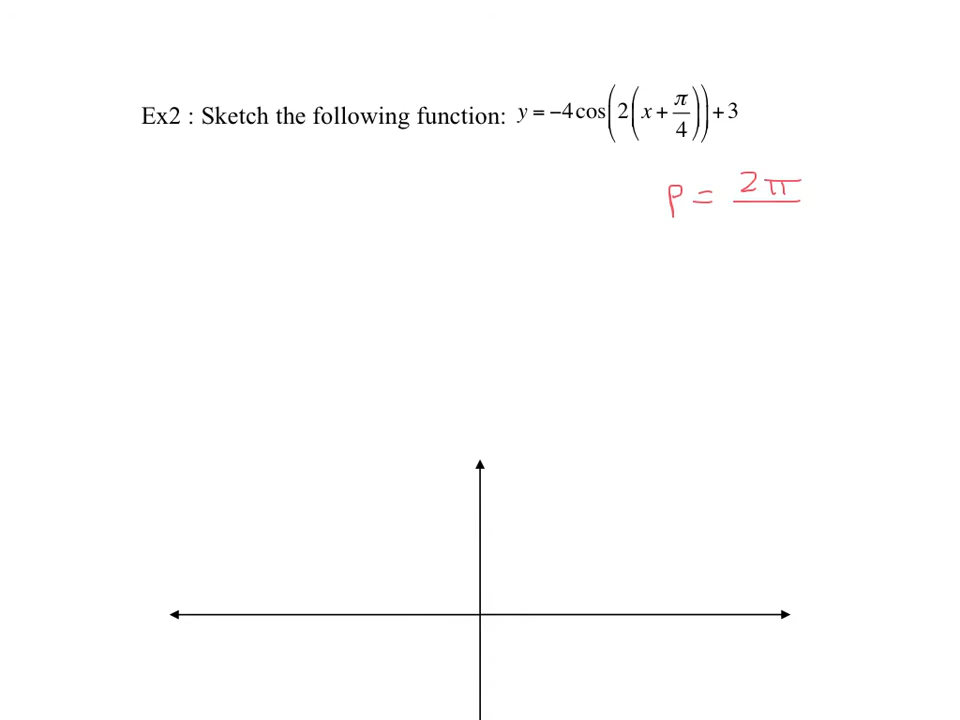 Ex2 : Sketch the following function: y = −4cos(2(x + π/4)) + 3
P = 2π